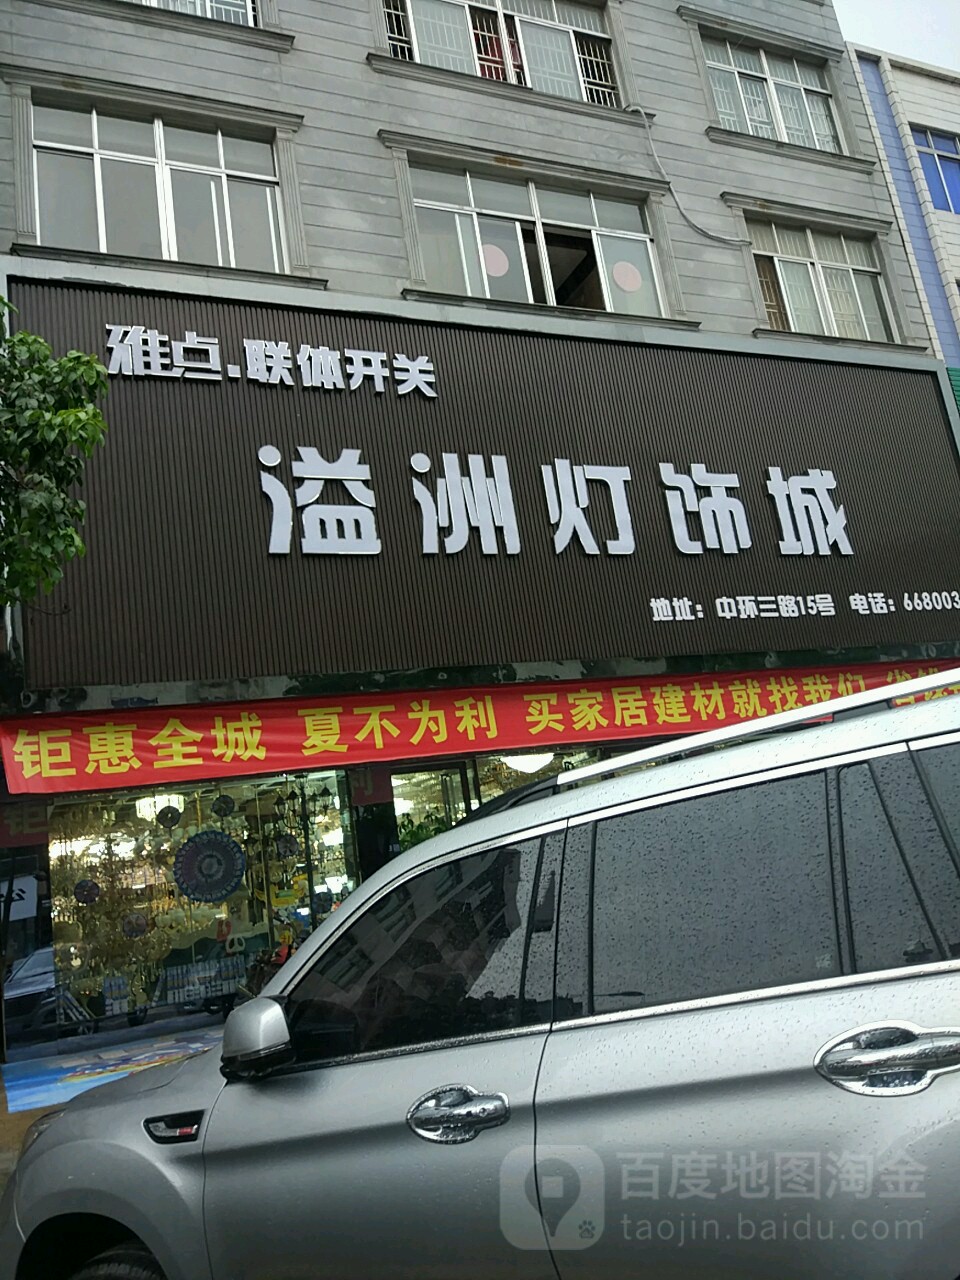 雅点.联体开关
溢洲灯饰城
地址：中环三路15号 电话：668003
钜惠全城 夏不为利 买家居建材就找我们
百度地图淘金
taojin.baidu.com